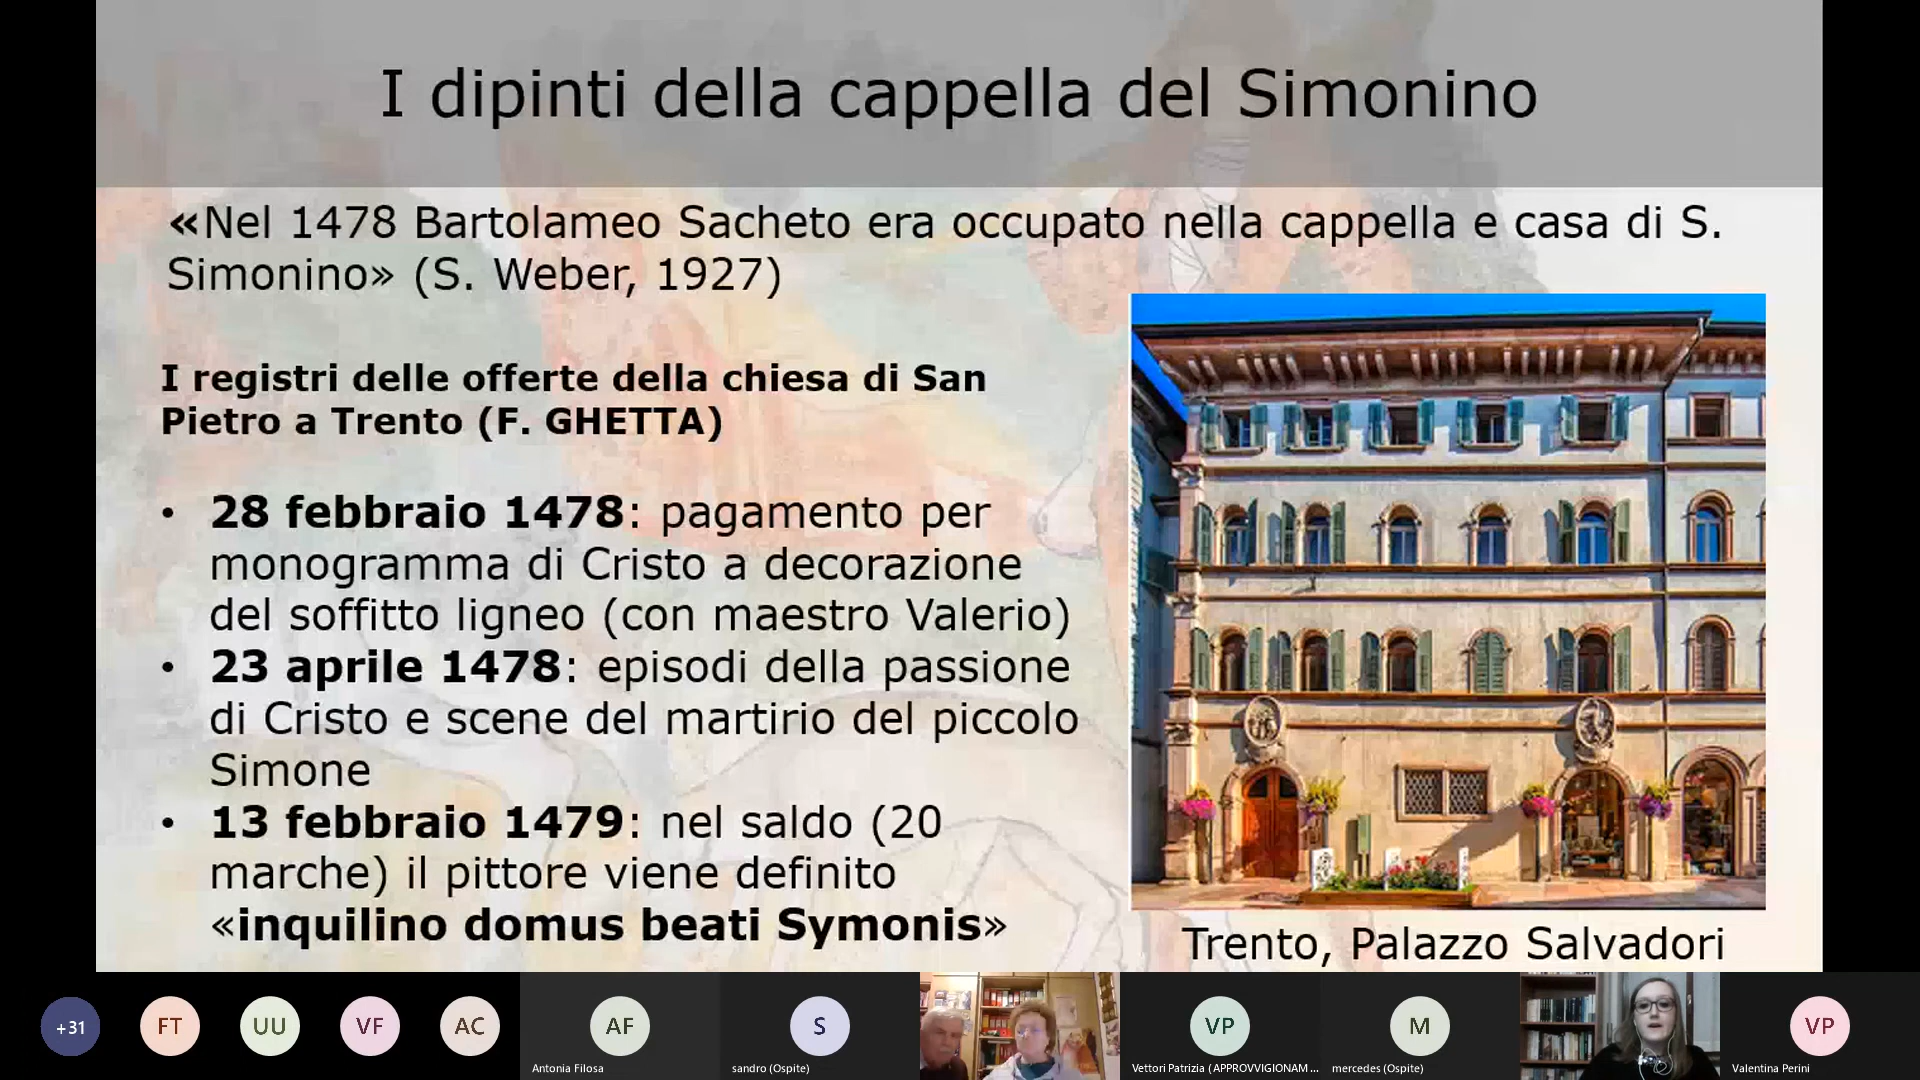 I dipinti della cappella del Simonino
«Nel 1478 Bartolameo Sacheto era occupato nella cappella e casa di S.
Simonino» (S. Weber, 1927)
I registri delle offerte della chiesa di San
Pietro a Trento (F. GHETTA)
• 28 febbraio 1478: pagamento per
monogramma di Cristo a decorazione
del soffitto ligneo (con maestro Valerio)
• 23 aprile 1478: episodi della passione
di Cristo e scene del martirio del piccolo
Simone
• 13 febbraio 1479: nel saldo (20
marche) il pittore viene definito
«inquilino domus beati Symonis»
Trento, Palazzo Salvadori
+31
FT
UU
VF
AC
AF
Antonia Filosa
S
sandro (Ospite)
VP
Vettori Patrizia ( APPROVVIGIONAM ...
M
mercedes (Ospite)
VP
Valentina Perini